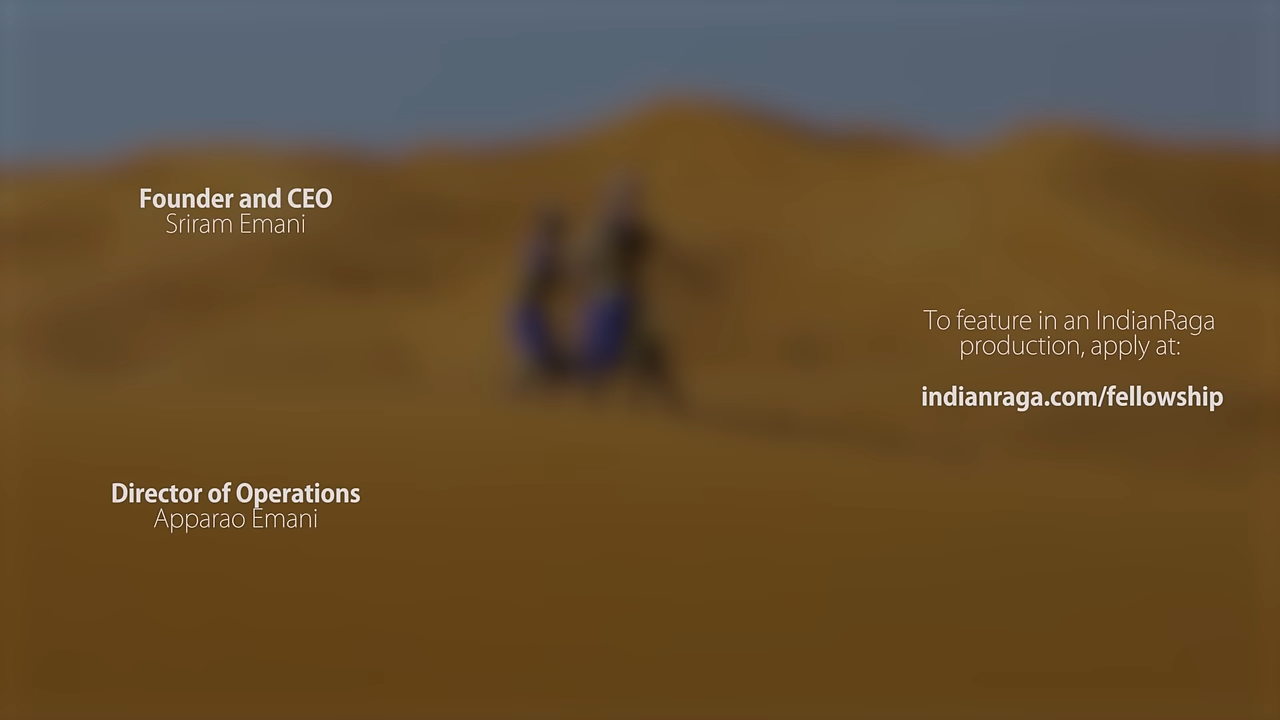 Founder and CEO
Sriram Emani
To feature in an IndianRaga
production, apply at:
indianraga.com/fellowship
Director of Operations
Apparao Emani